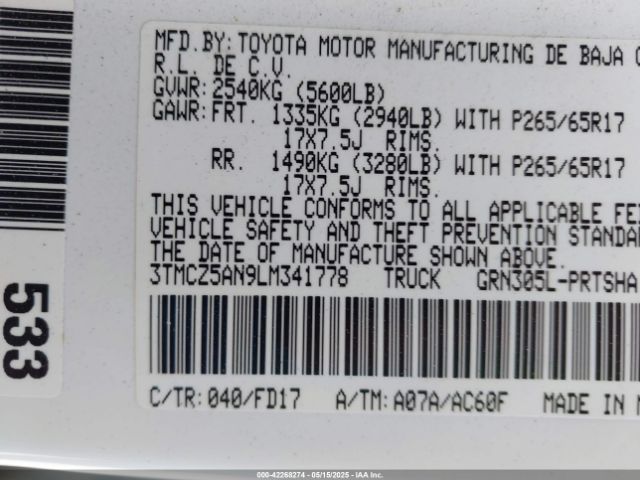 MFD.BY:TOYOTA MOTOR MANUFACTURING DE BAJA
R.L. DE C.V.
GVWR:2540KG (5600LB)
GAWR:FRT. 1335KG (2940LB) WITH P265/65R17
17X7.5J RIMS.
RR. 1490KG (3280LB) WITH P265/65R17
17X7.5J RIMS.
THIS VEHICLE CONFORMS TO ALL APPLICABLE FE
VEHICLE SAFETY AND THEFT PREVENTION STANDA
THE DATE OF MANUFACTURE SHOWN ABOVE.
3TMCZ5AN9LM341778 TRUCK GRN305L-PRTSHA
C/TR:040/FD17 A/TM:A07A/AC60F MADE IN
533
000-42268274 - 05/15/2025 - IAA Inc.